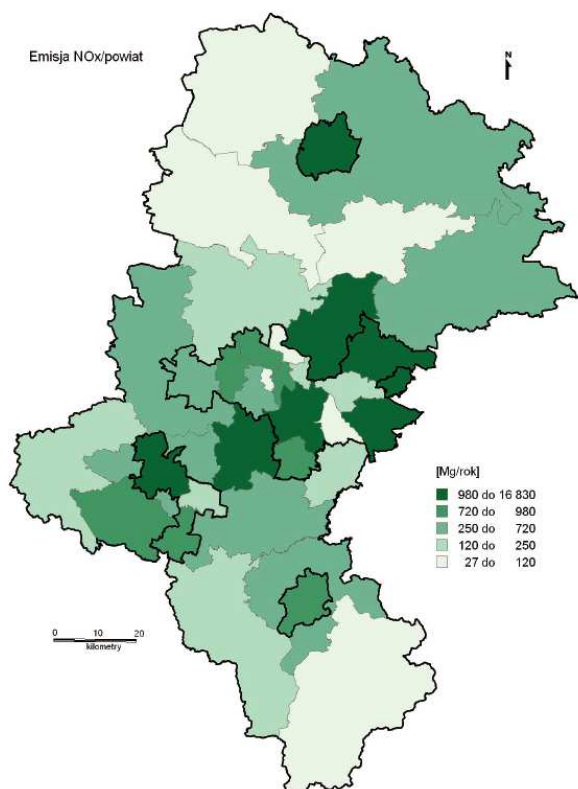 Emisja NOx/powiat
N
[Mg/rok]
980 do 16 830
720 do 980
250 do 720
120 do 250
27 do 120
0 10 20
kilometry